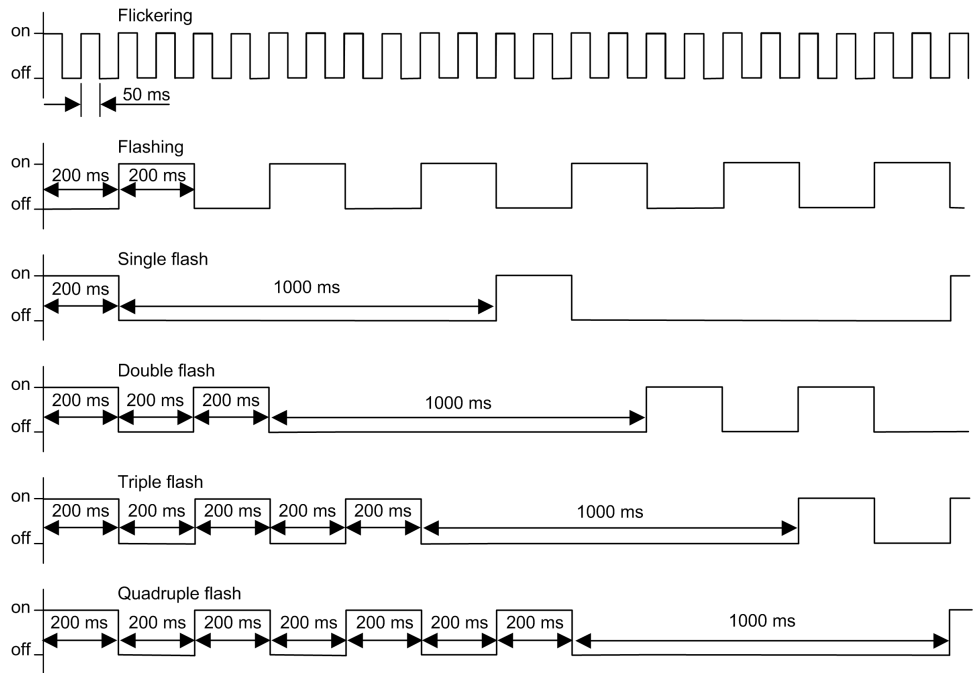 Flickering
on
off
50 ms
Flashing
on
200 ms 200 ms
off
Single flash
on
200 ms 1000 ms
off
Double flash
on
200 ms 200 ms 200 ms 1000 ms
off
Triple flash
on
200 ms 200 ms 200 ms 200 ms 200 ms 1000 ms
off
Quadruple flash
on
200 ms 200 ms 200 ms 200 ms 200 ms 200 ms 200 ms 1000 ms
off